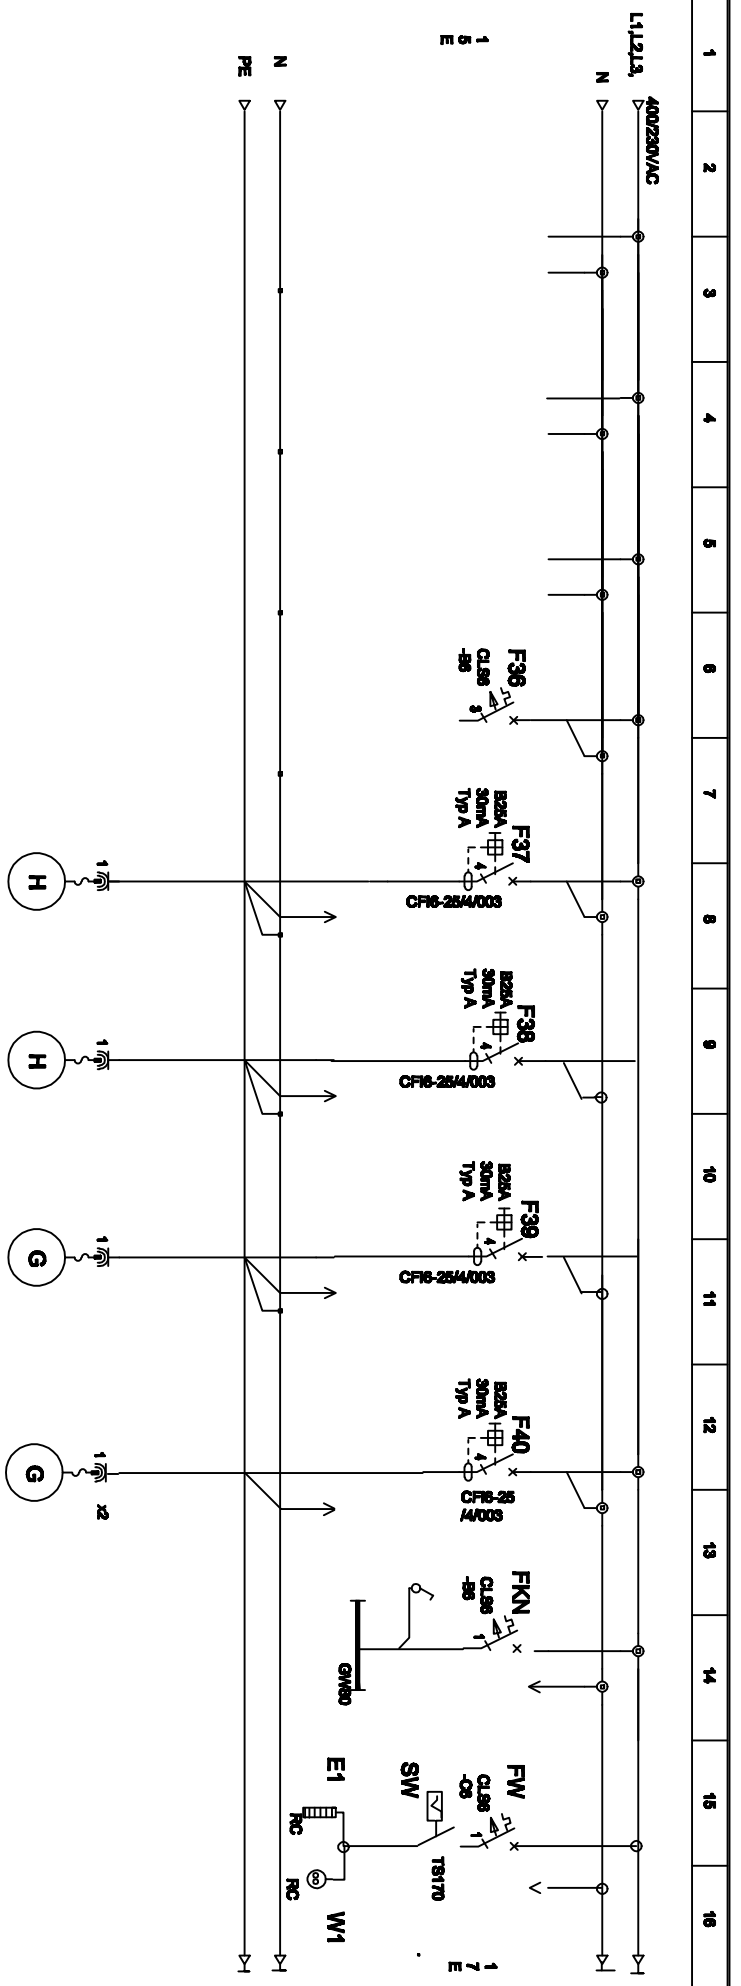 1
2
3
4
5
6
7
8
9
10
11
12
13
14
15
16
L1,L2,L3,
400/230V/AC
N
1
5
E
N
PE
F36
CLS6
-B6
3
F37
B25A
30mA
Typ A
4
CFI6-25/4/003
1
H
F38
B25A
30mA
Typ A
4
CFI6-25/4/003
1
H
F39
B25A
30mA
Typ A
4
CFI6-25/4/003
1
G
F40
B25A
30mA
Typ A
4
CFI6-25
/4/003
1
x2
G
FKN
CLS6
-B6
1
GW60
FW
CLS6
-C6
1
SW
TS170
E1
RC
RC
W1
1
7
E